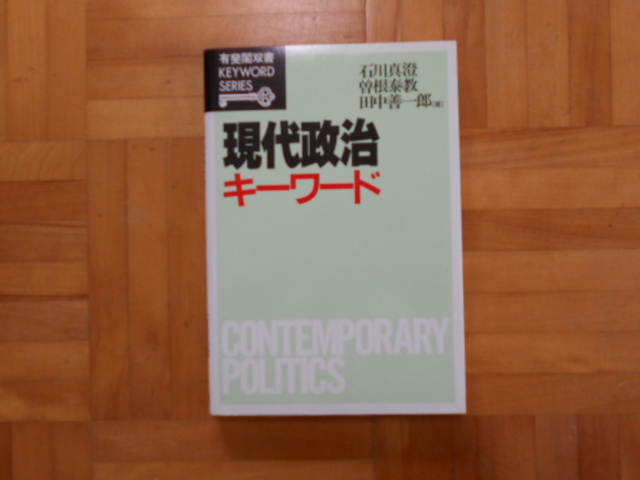 有斐閣双書
KEYWORD
SERIES
石川真澄
曽根泰教
田中善一郎
現代政治
キーワード
CONTEMPORARY
POLITICS